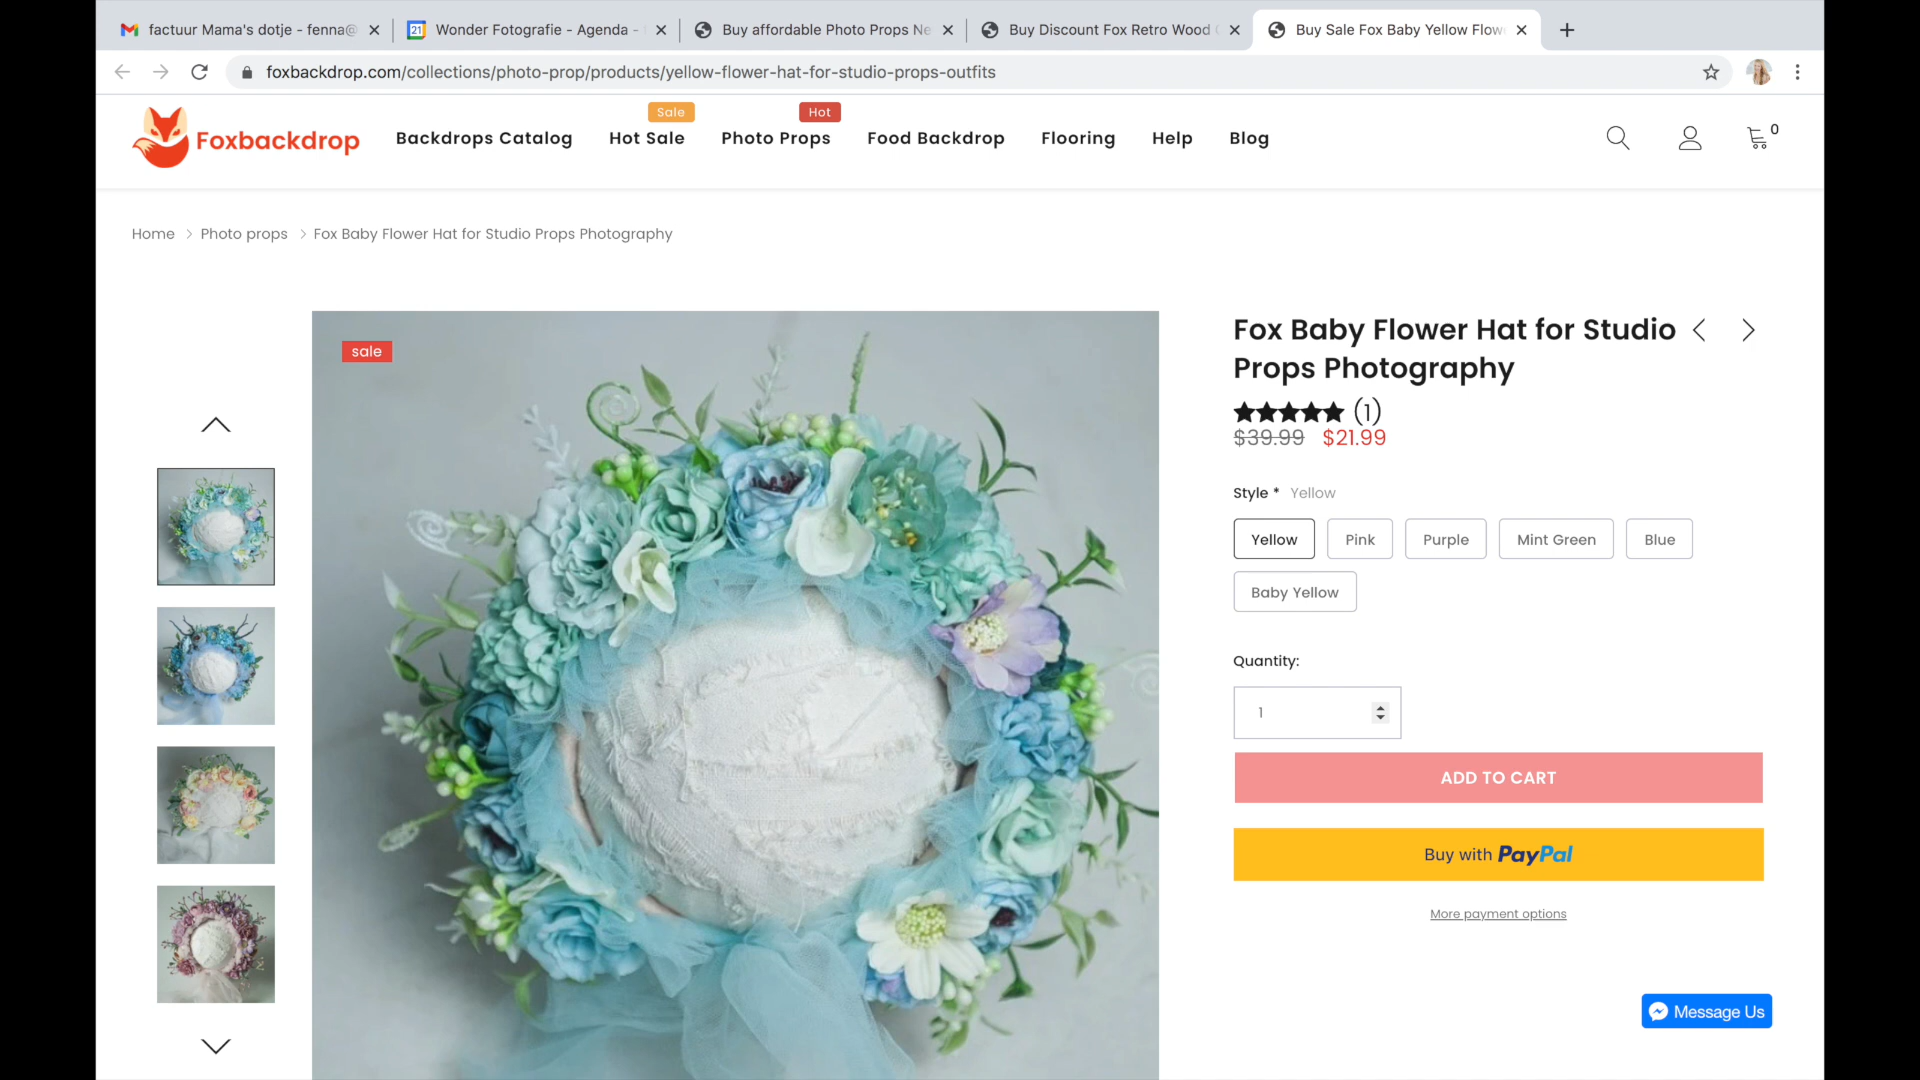 factuur Mama's dotje - fenna@
Wonder Fotografie - Agenda -
Buy affordable Photo Props Ne
Buy Discount Fox Retro Wood
Buy Sale Fox Baby Yellow Flow
foxbackdrop.com/collections/photo-prop/products/yellow-flower-hat-for-studio-props-outfits
Sale
Hot
Foxbackdrop
Backdrops Catalog
Hot Sale
Photo Props
Food Backdrop
Flooring
Help
Blog
0
Home > Photo props > Fox Baby Flower Hat for Studio Props Photography
sale
Fox Baby Flower Hat for Studio
Props Photography
(1)
$39.99 $21.99
Style * Yellow
Yellow
Pink
Purple
Mint Green
Blue
Baby Yellow
Quantity:
1
ADD TO CART
Buy with PayPal
More payment options
Message Us